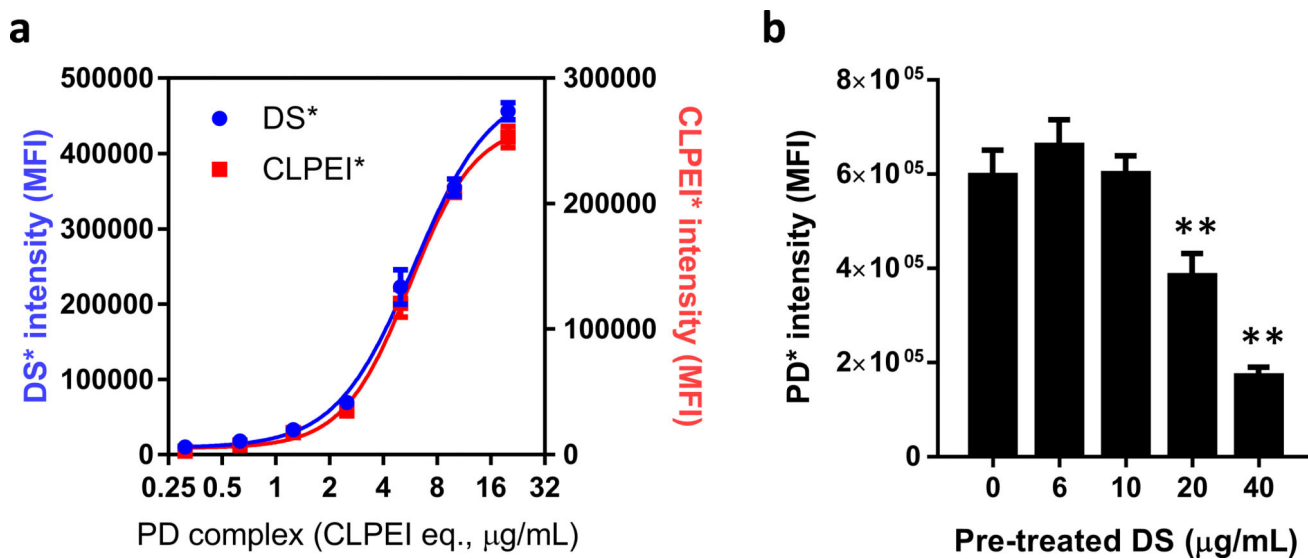 a
DS* intensity (MFI)
500000
400000
300000
200000
100000
0
DS*
CLPEI*
300000
200000
100000
0
CLPEI* intensity (MFI)
0.25 0.5 1 2 4 8 16 32
PD complex (CLPEI eq., μg/mL)
b
PD* intensity (MFI)
8×10 05
6×10 05
4×10 05
2×10 05
0
**
**
0 6 10 20 40
Pre-treated DS (μg/mL)